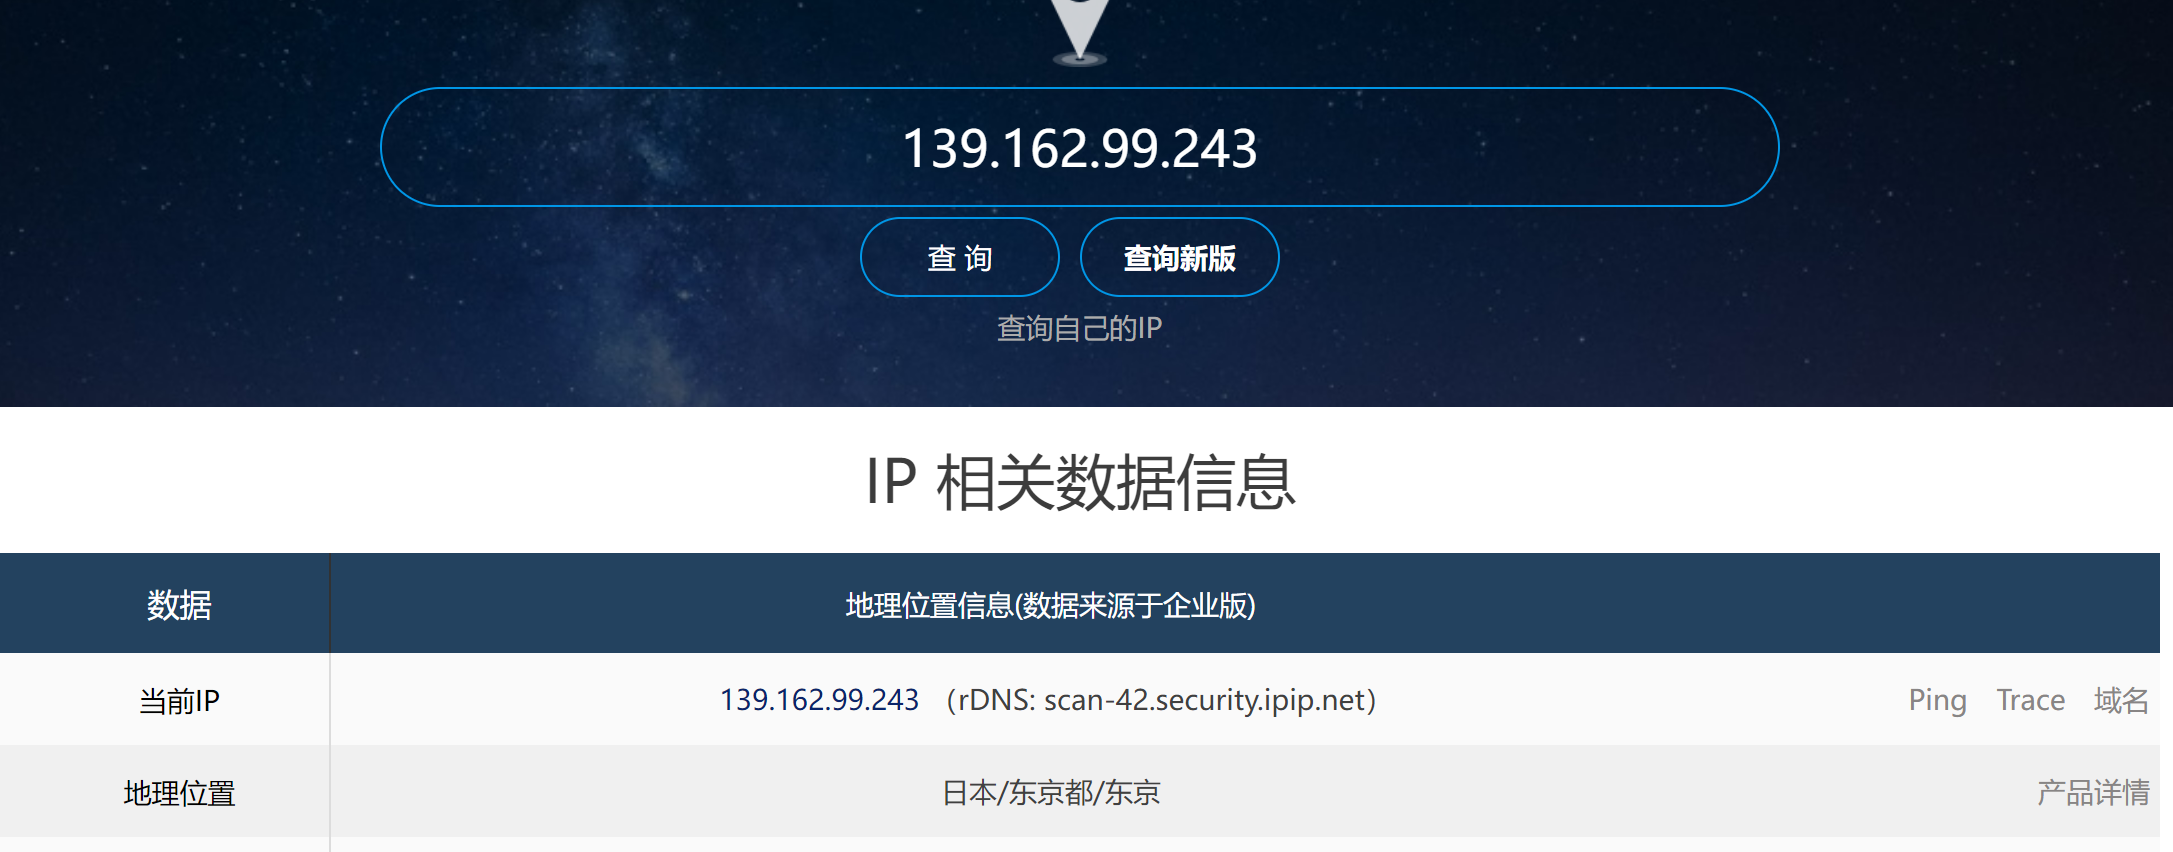 139.162.99.243
查 询 查询新版
查询自己的IP
IP 相关数据信息
数据 地理位置信息(数据来源于企业版)
当前IP 139.162.99.243 （rDNS: scan-42.security.ipip.net） Ping Trace 域名
地理位置 日本/东京都/东京 产品详情